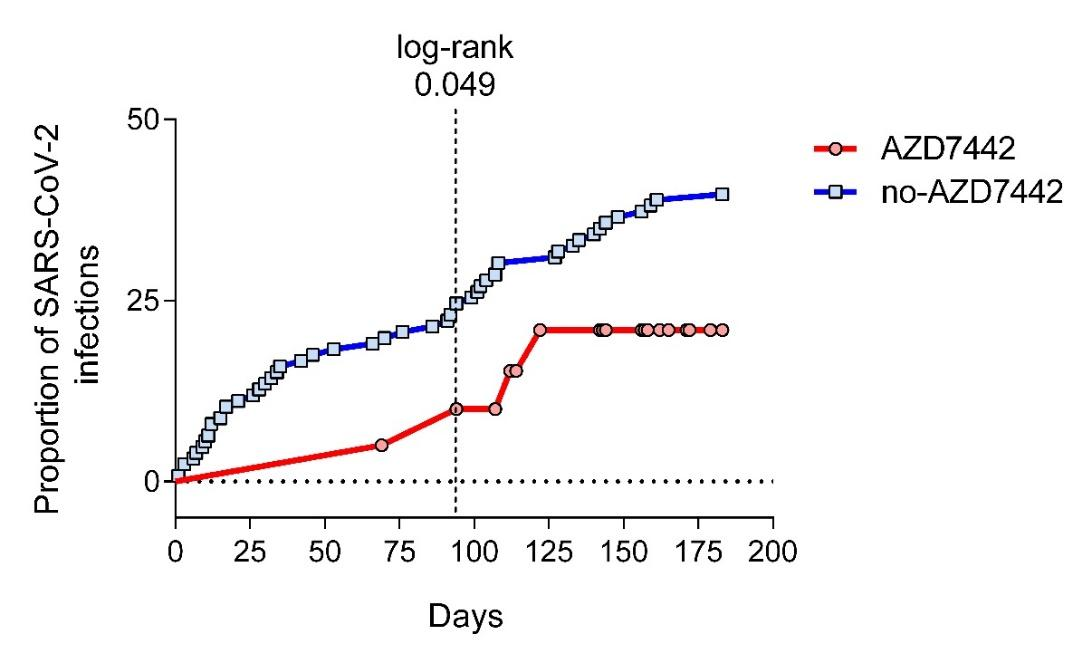 log-rank
0.049
Proportion of SARS-CoV-2
infections
50
25
0
0 25 50 75 100 125 150 175 200
Days
AZD7442
no-AZD7442